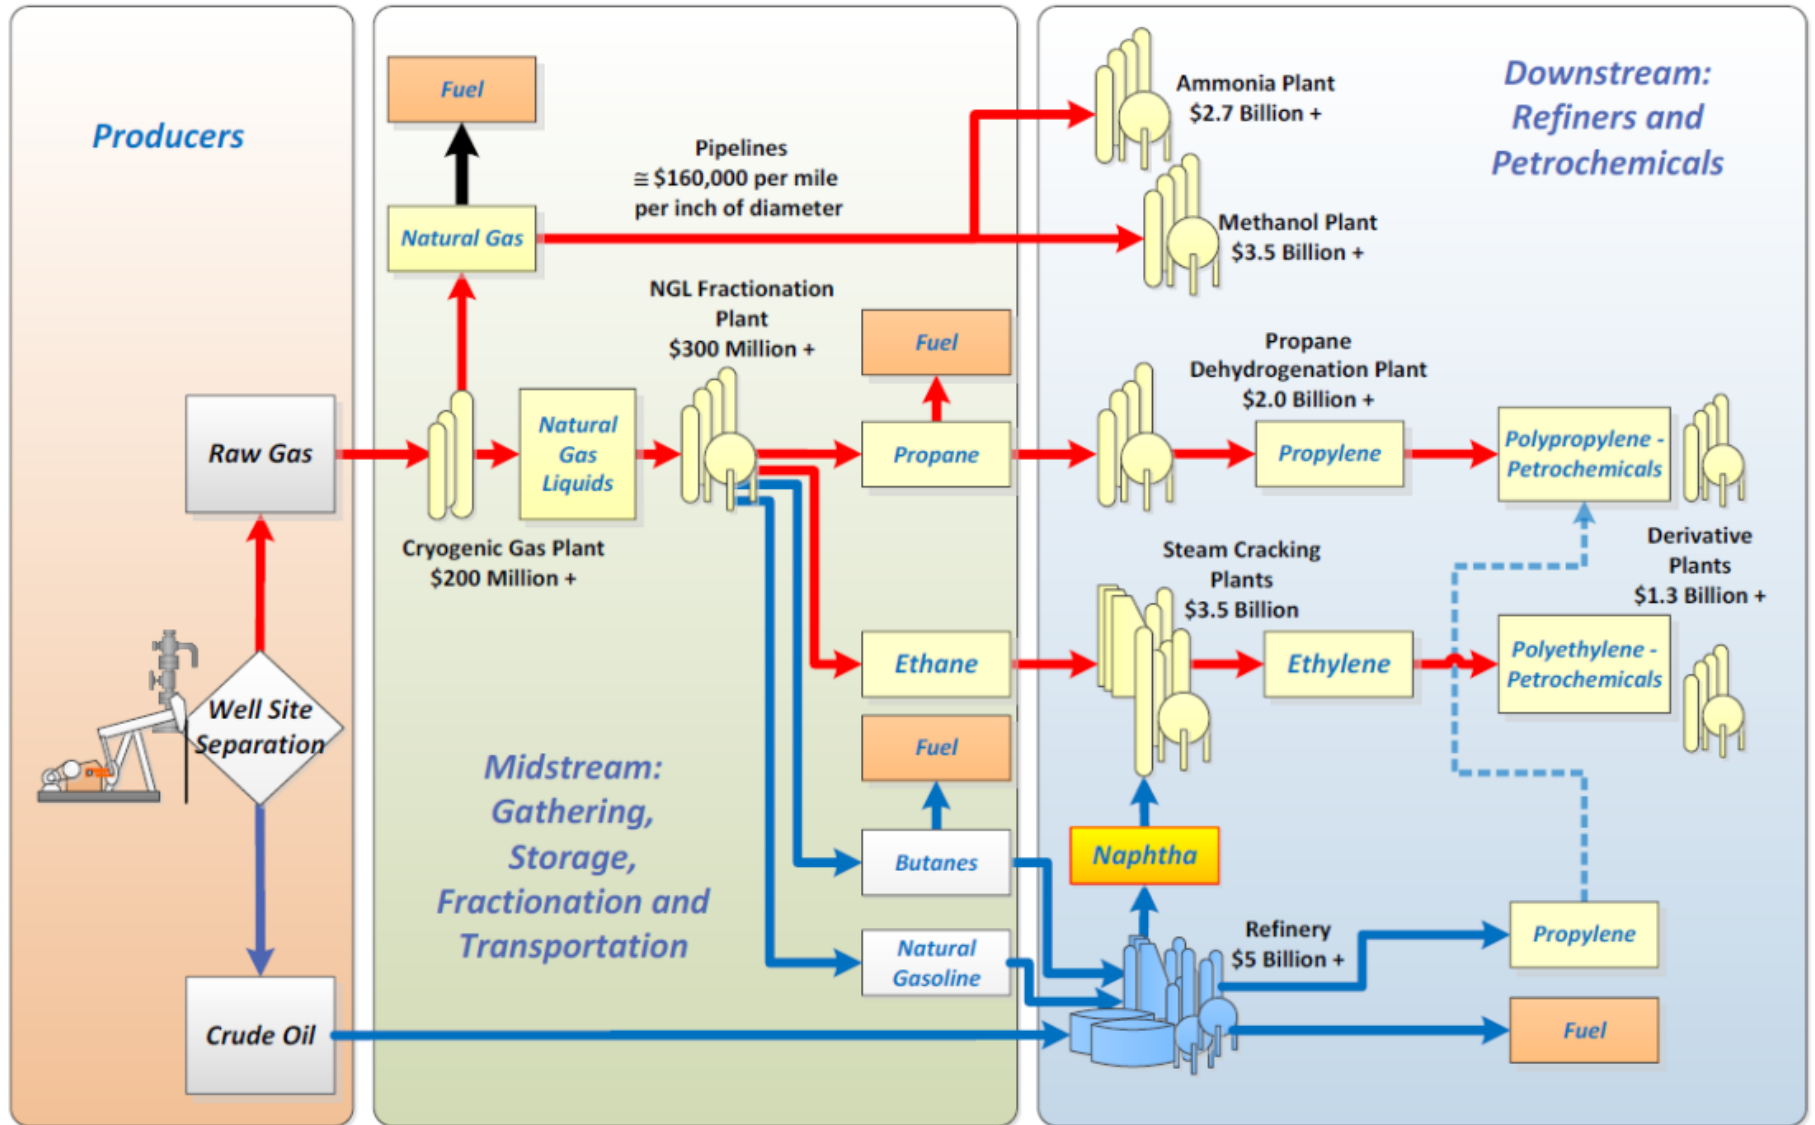 Producers
Raw Gas
Well Site
Separation
Crude Oil
Fuel
Natural Gas
Pipelines
≅ $160,000 per mile
per inch of diameter
NGL Fractionation
Plant
$300 Million +
Natural
Gas
Liquids
Cryogenic Gas Plant
$200 Million +
Fuel
Propane
Ethane
Fuel
Butanes
Natural
Gasoline
Midstream:
Gathering,
Storage,
Fractionation and
Transportation
Downstream:
Refiners and
Petrochemicals
Ammonia Plant
$2.7 Billion +
Methanol Plant
$3.5 Billion +
Propane
Dehydrogenation Plant
$2.0 Billion +
Propylene
Polypropylene -
Petrochemicals
Steam Cracking
Plants
$3.5 Billion
Derivative
Plants
$1.3 Billion +
Ethylene
Polyethylene -
Petrochemicals
Naphtha
Refinery
$5 Billion +
Propylene
Fuel